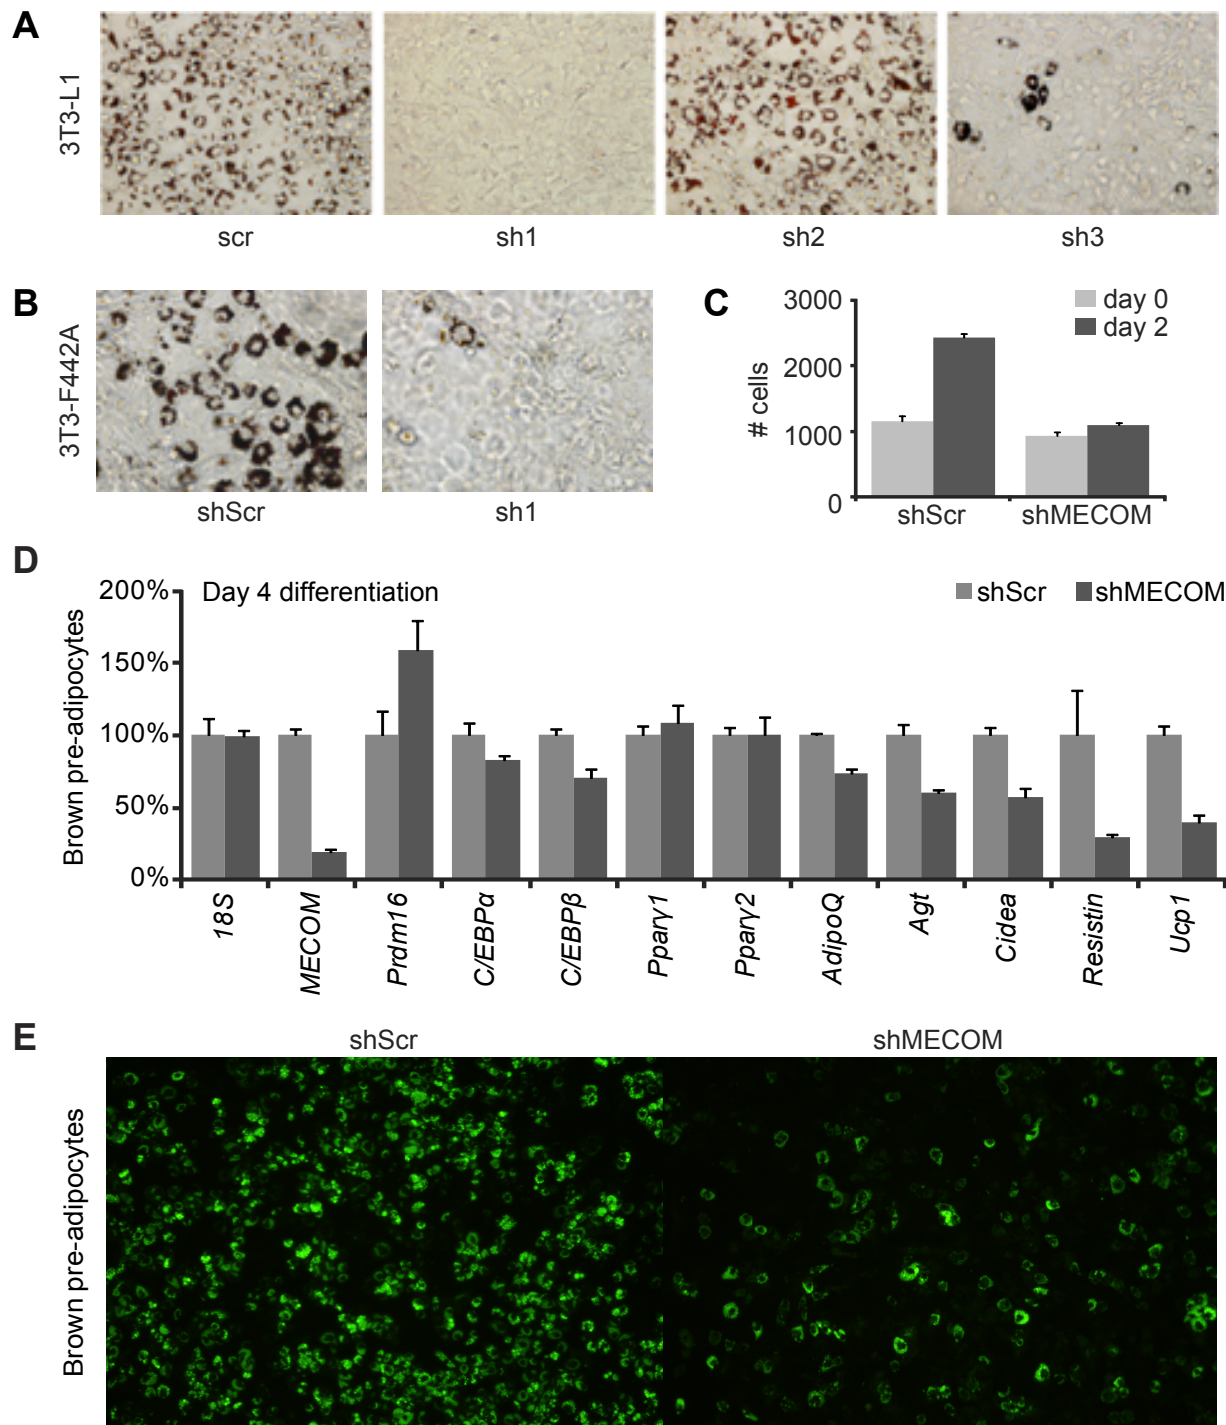 A
3T3-L1
scr
sh1
sh2
sh3
B
3T3-F442A
shScr
sh1
C
# cells
3000
2000
1000
0
day 0
day 2
shScr
shMECOM
D
Brown pre-adipocytes
200%
150%
100%
50%
0%
Day 4 differentiation
shScr
shMECOM
18S
MECOM
Prdm16
C/EBPα
C/EBPβ
Pparγ1
Pparγ2
AdipoQ
Agt
Cidea
Resistin
Ucp1
E
shScr
shMECOM
Brown pre-adipocytes